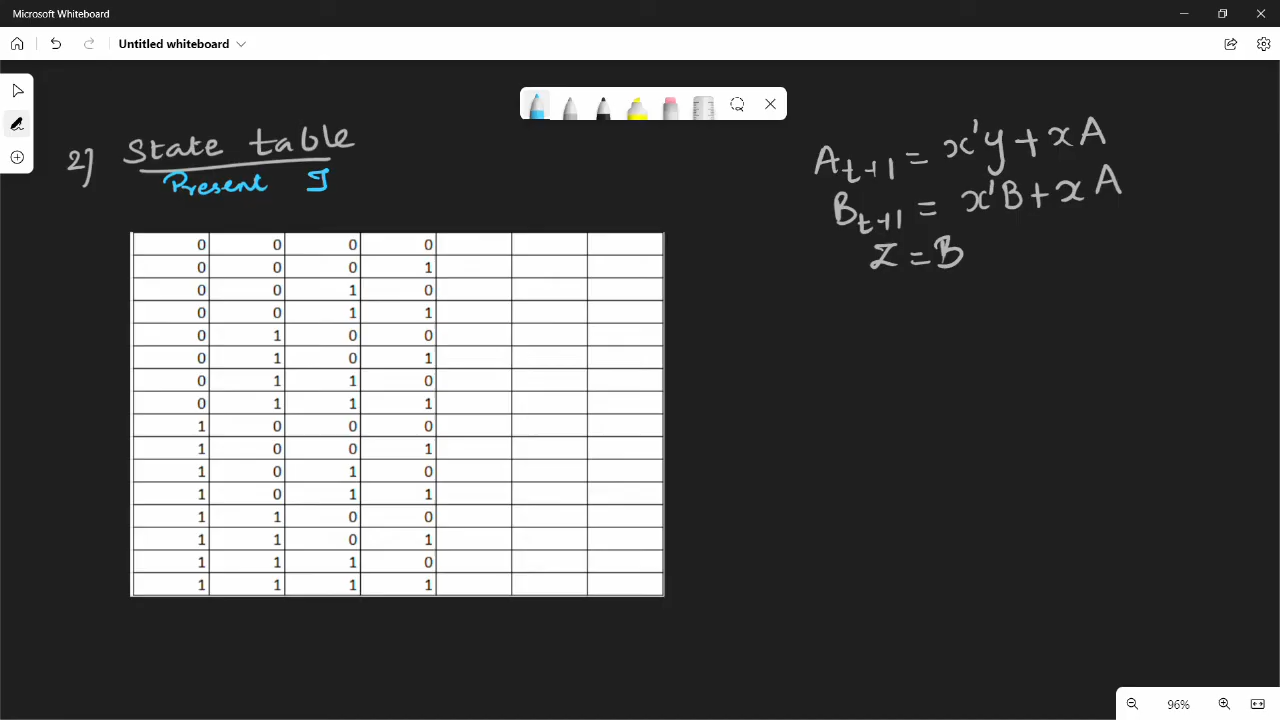 Microsoft Whiteboard
Untitled whiteboard
2) State table
Present I
A t+1 = x'y + xA
B t+1 = x'B + xA
Z = B
0 0 0 0
0 0 0 1
0 0 1 0
0 0 1 1
0 1 0 0
0 1 0 1
0 1 1 0
0 1 1 1
1 0 0 0
1 0 0 1
1 0 1 0
1 0 1 1
1 1 0 0
1 1 0 1
1 1 1 0
1 1 1 1
96%